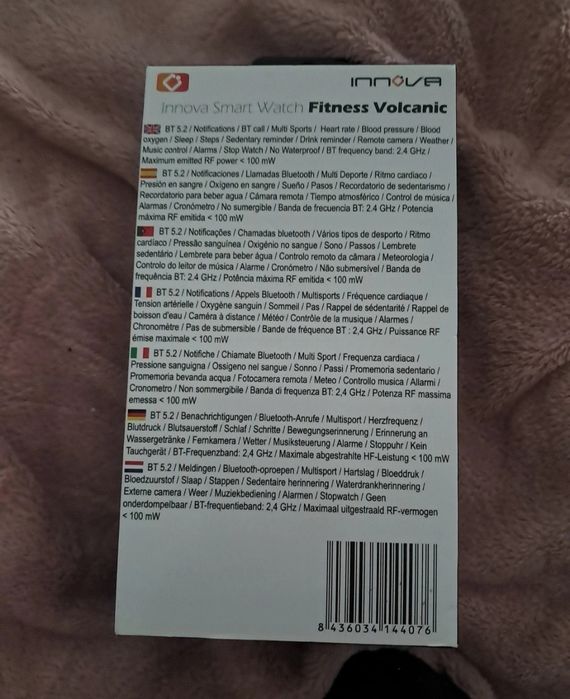 INNOVA
Innova Smart Watch Fitness Volcanic
BT 5.2 / Notifications / BT call / Multi Sports / Heart rate / Blood pressure / Blood
oxygen / Sleep / Steps / Sedentary reminder / Drink reminder / Remote camera / Weather /
Music control / Alarms / Stop Watch / No Waterproof / BT frequency band: 2.4 GHz /
Maximum emitted RF power < 100 mW
BT 5.2 / Notificaciones / Llamadas Bluetooth / Multi Deporte / Ritmo cardiaco /
Presión en sangre / Oxigeno en sangre / Sueño / Pasos / Recordatorio de sedentarismo /
Recordatorio para beber agua / Cámara remota / Tiempo atmosférico / Control de música /
Alarmas / Cronómetro / No sumergible / Banda de frecuencia BT: 2.4 GHz / Potencia
máxima RF emitida < 100 mW
BT 5.2 / Notificações / Chamadas bluetooth / Vários tipos de desporto / Ritmo
cardíaco / Pressão sanguínea / Oxigénio no sangue / Sono / Passos / Lembrete
sedentário / Lembrete para beber água / Controlo remoto da câmara / Meteorologia /
Controlo do leitor de música / Alarme / Cronómetro / Não submersível / Banda de
frequência BT: 2.4 GHz / Potência máxima RF emitida < 100 mW
BT 5.2 / Notifications / Appels Bluetooth / Multisports / Fréquence cardiaque /
Tension artérielle / Oxygène sanguin / Sommeil / Pas / Rappel de sédentarité / Rappel de
boisson d'eau / Caméra à distance / Météo / Contrôle de la musique / Alarmes /
Chronomètre / Pas de submersible / Bande de fréquence BT : 2,4 GHz / Puissance RF
émise maximale < 100 mW
BT 5.2 / Notifiche / Chiamate Bluetooth / Multi Sport / Frequenza cardiaca /
Pressione sanguigna / Ossigeno nel sangue / Sonno / Passi / Promemoria sedentario /
Promemoria bevanda acqua / Fotocamera remota / Meteo / Controllo musica / Allarmi /
Cronometro / Non sommergibile / Banda di frequenza BT: 2,4 GHz / Potenza RF massima
emessa < 100 mW
BT 5.2 / Benachrichtigungen / Bluetooth-Anrufe / Multisport / Herzfrequenz /
Blutdruck / Blutsauerstoff / Schlaf / Schritte / Bewegungserinnerung / Erinnerung an
Wassergetränke / Fernkamera / Wetter / Musiksteuerung / Alarme / Stoppuhr / Kein
Tauchgerät / BT-Frequenzband: 2,4 GHz / Maximale abgestrahlte HF-Leistung < 100 mW
BT 5.2 / Meldingen / Bluetooth-oproepen / Multisport / Hartslag / Bloeddruk /
Bloedzuurstof / Slaap / Stappen / Sedentaire herinnering / Waterdrankherinnering /
Externe camera / Weer / Muziekbediening / Alarmen / Stopwatch / Geen
onderdompelbaar / BT-frequentieband: 2,4 GHz / Maximaal uitgestraald RF-vermogen
< 100 mW
8 436034 144076